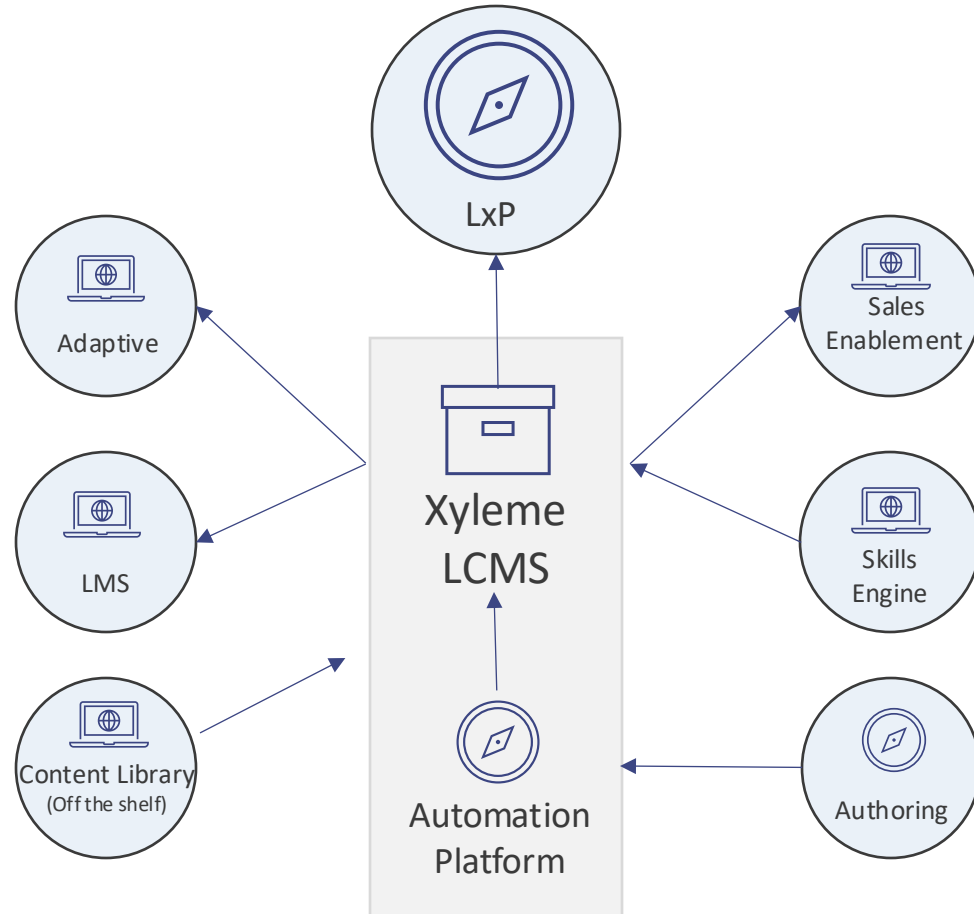 LxP
Adaptive
Sales
Enablement
Xyleme
LCMS
LMS
Skills
Engine
Content Library
(Off the shelf)
Automation
Platform
Authoring